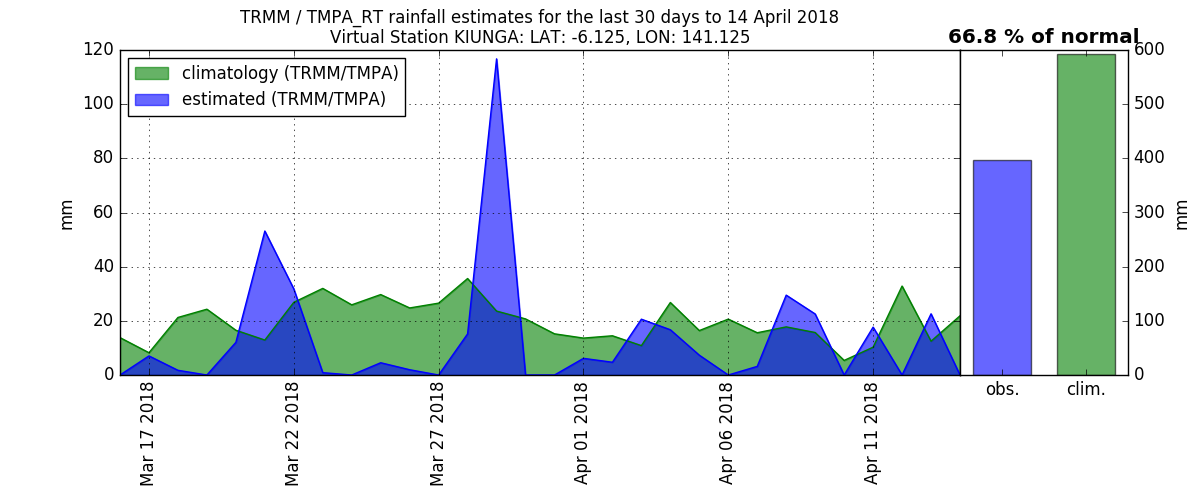 TRMM / TMPA_RT rainfall estimates for the last 30 days to 14 April 2018
Virtual Station KIUNGA: LAT: -6.125, LON: 141.125
66.8 % of normal
climatology (TRMM/TMPA)
estimated (TRMM/TMPA)
120
100
80
60
40
20
0
mm
600
500
400
300
200
100
0
mm
Mar 17 2018
Mar 22 2018
Mar 27 2018
Apr 01 2018
Apr 06 2018
Apr 11 2018
obs.
clim.